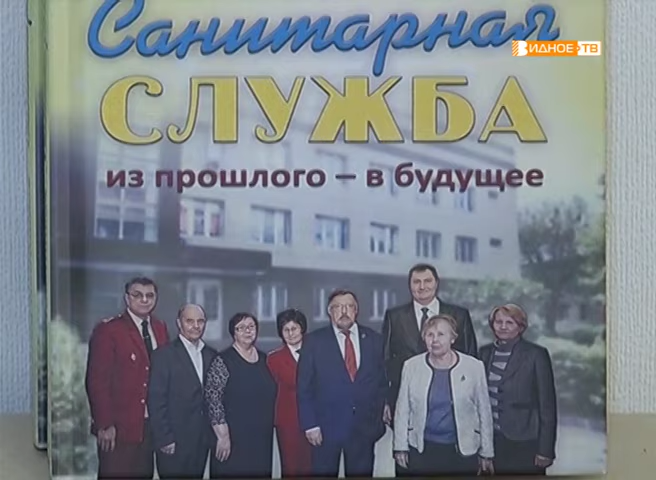 Санитарная
ВИДНОЕ-ТВ
СЛУЖБА
из прошлого – в будущее